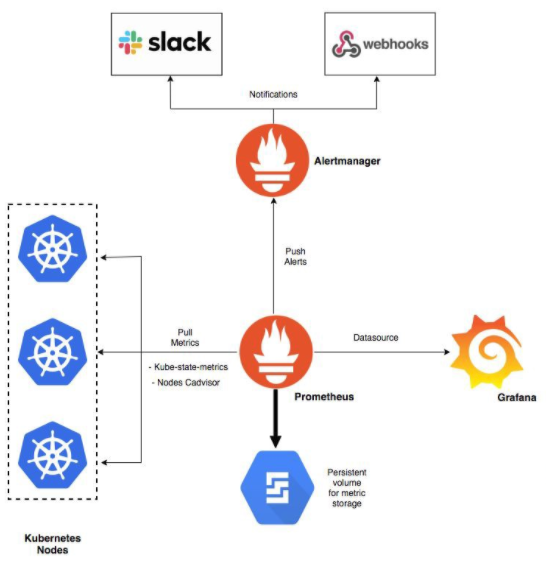 slack
webhooks
Notifications
Alertmanager
Push
Alerts
Pull
Metrics
- Kube-state-metrics
- Nodes Cadvisor
Datasource
Prometheus
Grafana
Persistent
volume
for metric
storage
Kubernetes
Nodes